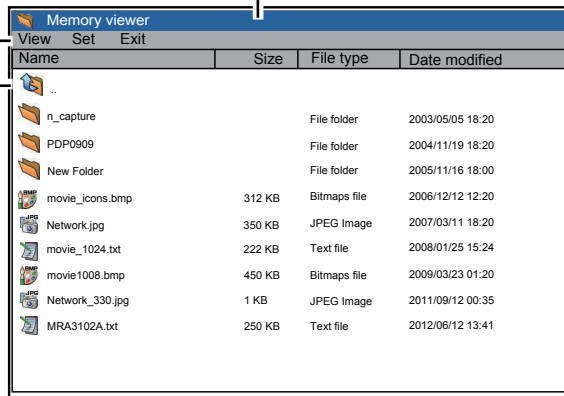 Memory viewer
View Set Exit
Name Size File type Date modified
..
n_capture File folder 2003/05/05 18:20
PDP0909 File folder 2004/11/19 18:20
New Folder File folder 2005/11/16 18:00
BMP movie_icons.bmp 312 KB Bitmaps file 2006/12/12 12:20
JPG Network.jpg 350 KB JPEG Image 2007/03/11 18:20
movie_1024.txt 222 KB Text file 2008/01/25 15:24
BMP movie1008.bmp 450 KB Bitmaps file 2009/03/23 01:20
JPG Network_330.jpg 1 KB JPEG Image 2011/09/12 00:35
MRA3102A.txt 250 KB Text file 2012/06/12 13:41